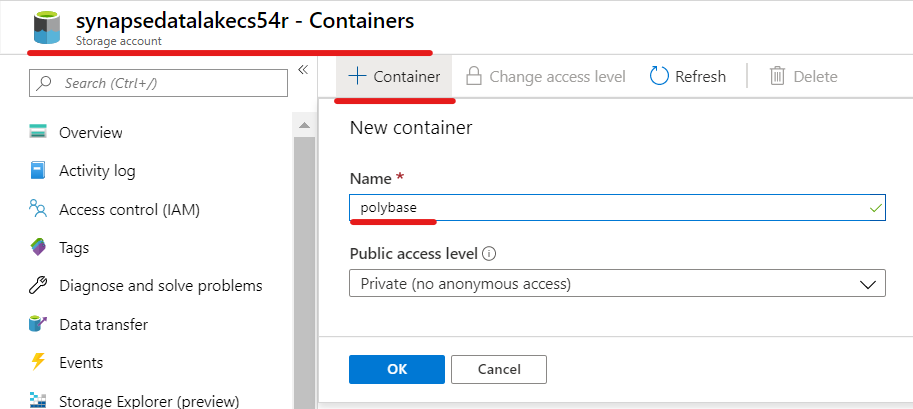 synapsedatalakecs54r - Containers
Storage account
Search (Ctrl+/)
Overview
Activity log
Access control (IAM)
Tags
Diagnose and solve problems
Data transfer
Events
Storage Explorer (preview)
Container
Change access level
Refresh
Delete
New container
Name *
polybase
Public access level
Private (no anonymous access)
OK
Cancel